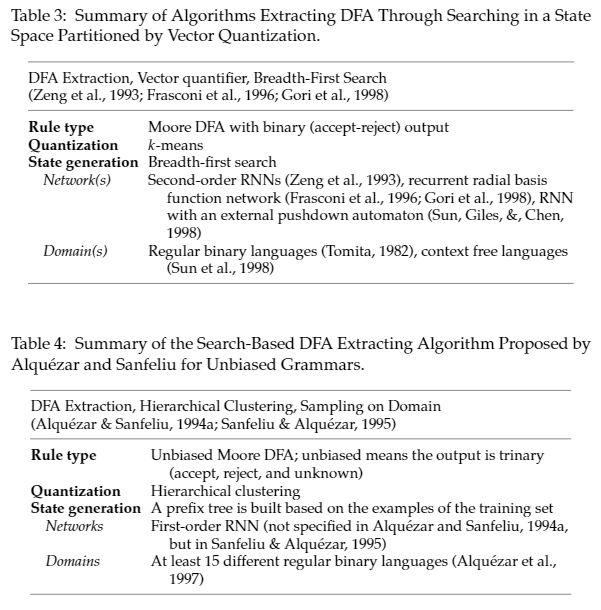 Table 3: Summary of Algorithms Extracting DFA Through Searching in a State
Space Partitioned by Vector Quantization.
DFA Extraction, Vector quantifier, Breadth-First Search
(Zeng et al., 1993; Frasconi et al., 1996; Gori et al., 1998)
Rule type Moore DFA with binary (accept-reject) output
Quantization k-means
State generation Breadth-first search
Network(s) Second-order RNNs (Zeng et al., 1993), recurrent radial basis
function network (Frasconi et al., 1996; Gori et al., 1998), RNN
with an external pushdown automaton (Sun, Giles, &, Chen,
1998)
Domain(s) Regular binary languages (Tomita, 1982), context free languages
(Sun et al., 1998)
Table 4: Summary of the Search-Based DFA Extracting Algorithm Proposed by
Alquézar and Sanfeliu for Unbiased Grammars.
DFA Extraction, Hierarchical Clustering, Sampling on Domain
(Alquézar & Sanfeliu, 1994a; Sanfeliu & Alquézar, 1995)
Rule type Unbiased Moore DFA; unbiased means the output is trinary
(accept, reject, and unknown)
Quantization Hierarchical clustering
State generation A prefix tree is built based on the examples of the training set
Networks First-order RNN (not specified in Alquézar and Sanfeliu, 1994a,
but in Sanfeliu & Alquézar, 1995)
Domains At least 15 different regular binary languages (Alquézar et al.,
1997)